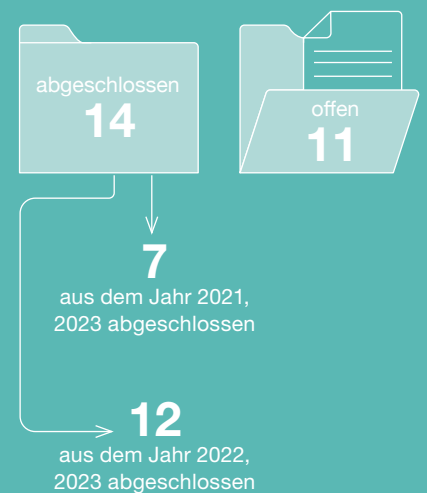 abgeschlossen
14
offen
11
7
aus dem Jahr 2021,
2023 abgeschlossen
12
aus dem Jahr 2022,
2023 abgeschlossen